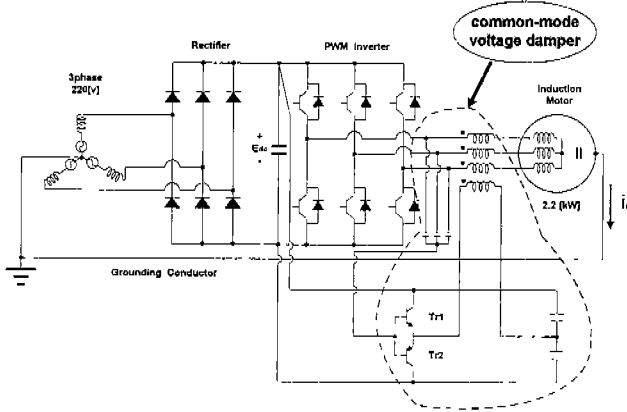 common-mode
voltage damper
Rectifier
PWM Inverter
3phase
220[v]
Induction
Motor
+
Edc
-
2.2 [kW]
Grounding Conductor
Tr1
Tr2